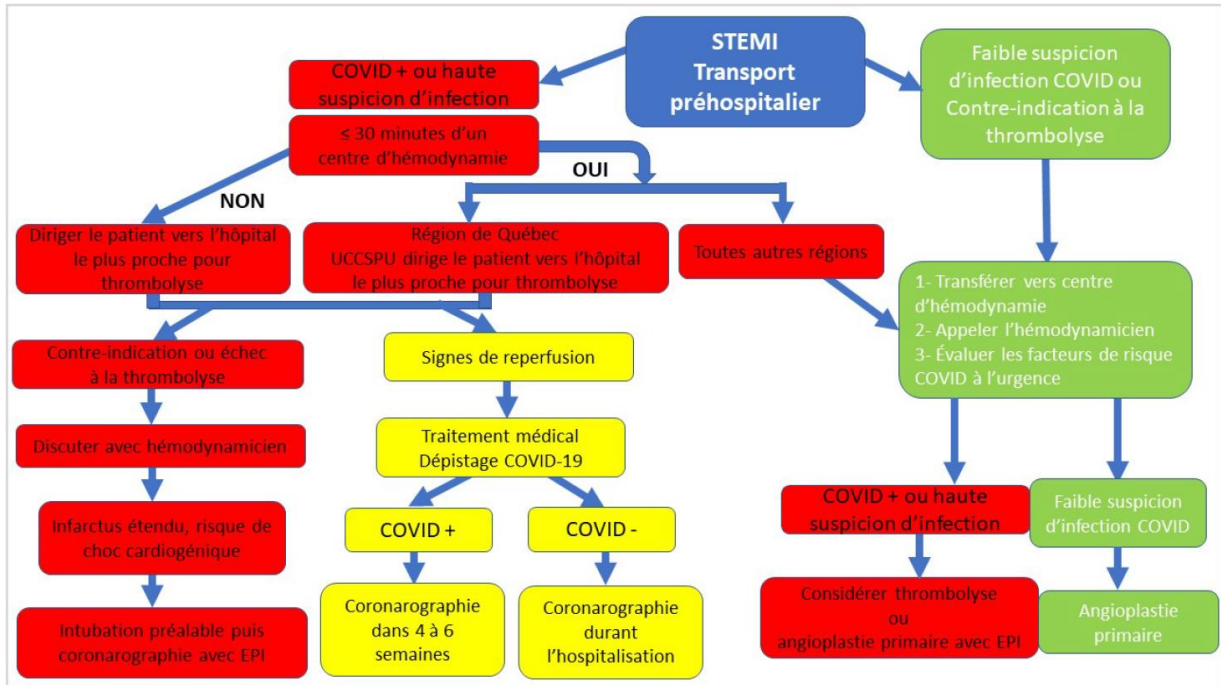 STEMI
Transport
préhospitalier
COVID + ou haute
suspicion d'infection
Faible suspicion
d'infection COVID ou
Contre-indication à la
thrombolyse
≤ 30 minutes d'un
centre d'hémodynamie
OUI
NON
Diriger le patient vers l'hôpital
le plus proche pour
thrombolyse
Région de Québec
UCCSPU dirige le patient vers l'hôpital
le plus proche pour thrombolyse
Toutes autres régions
1- Transférer vers centre
d'hémodynamie
2- Appeler l'hémodynamicien
3- Évaluer les facteurs de risque
COVID à l'urgence
Contre-indication ou échec
à la thrombolyse
Signes de reperfusion
Discuter avec hémodynamicien
Traitement médical
Dépistage COVID-19
Infarctus étendu, risque de
choc cardiogénique
COVID +
COVID -
COVID + ou haute
suspicion d'infection
Faible suspicion
d'infection COVID
Intubation préalable puis
coronarographie avec EPI
Coronarographie
dans 4 à 6
semaines
Coronarographie
durant
l'hospitalisation
Considérer thrombolyse
ou
angioplastie primaire avec EPI
Angioplastie
primaire